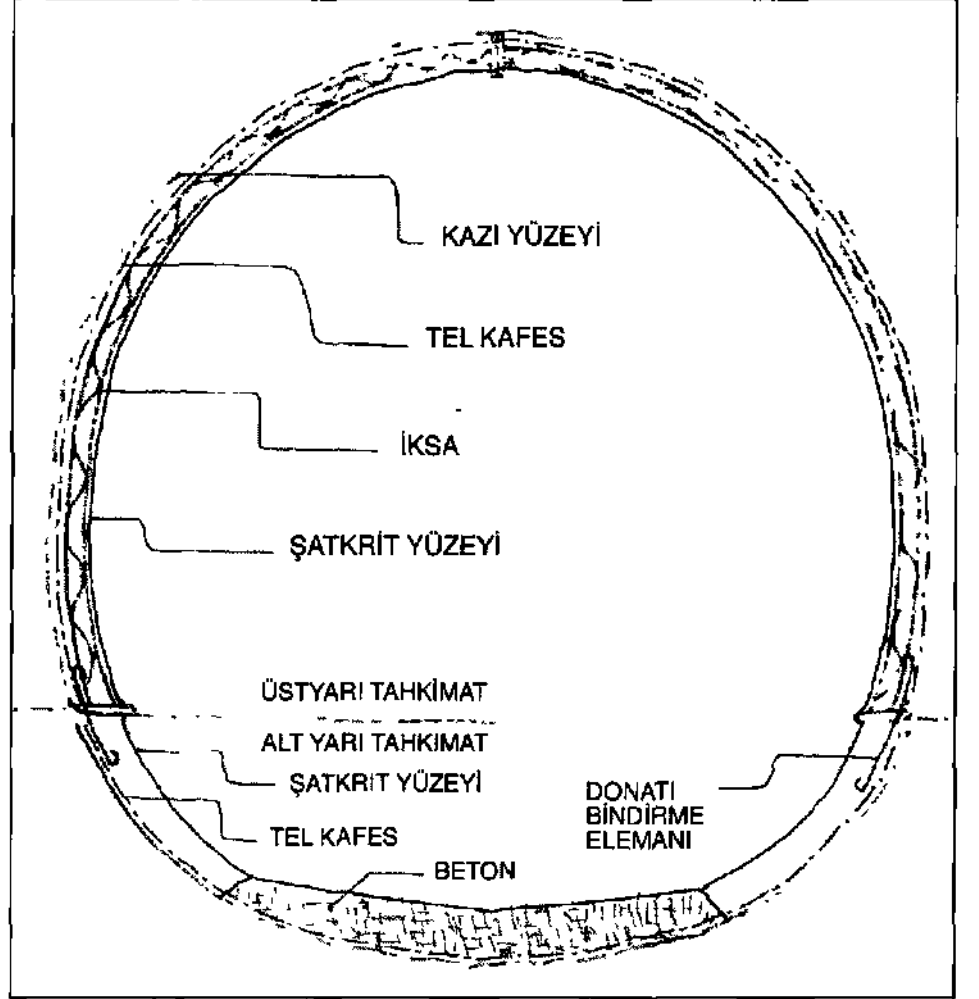 KAZI YÜZEYİ
TEL KAFES
İKSA
ŞATKRİT YÜZEYİ
ÜSTYARI TAHKİMAT
ALT YARI TAHKIMAT
ŞATKRİT YÜZEYİ
TEL KAFES
BETON
DONATI
BİNDİRME
ELEMANI